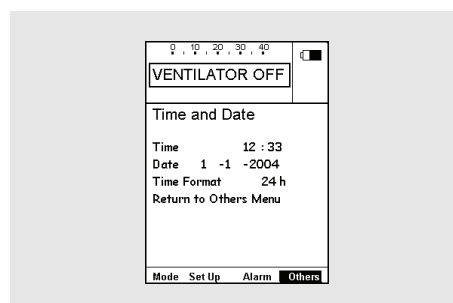 0 10 20 30 40
VENTILATOR OFF
Time and Date
Time 12 : 33
Date 1 -1 -2004
Time Format 24 h
Return to Others Menu
Mode Set Up Alarm Others